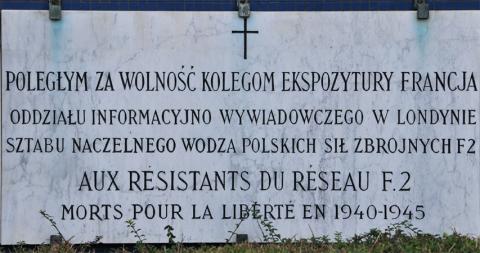 POLEGŁYM ZA WOLNOŚĆ KOLEGOM EKSPOZYTURY FRANCJA
ODDZIAŁU INFORMACYJNO WYWIADOWCZEGO W LONDYNIE
SZTABU NACZELNEGO WODZA POLSKICH SIŁ ZBROJNYCH F2
AUX RÉSISTANTS DU RÉSEAU F.2
MORTS POUR LA LIBERTÉ EN 1940-1945